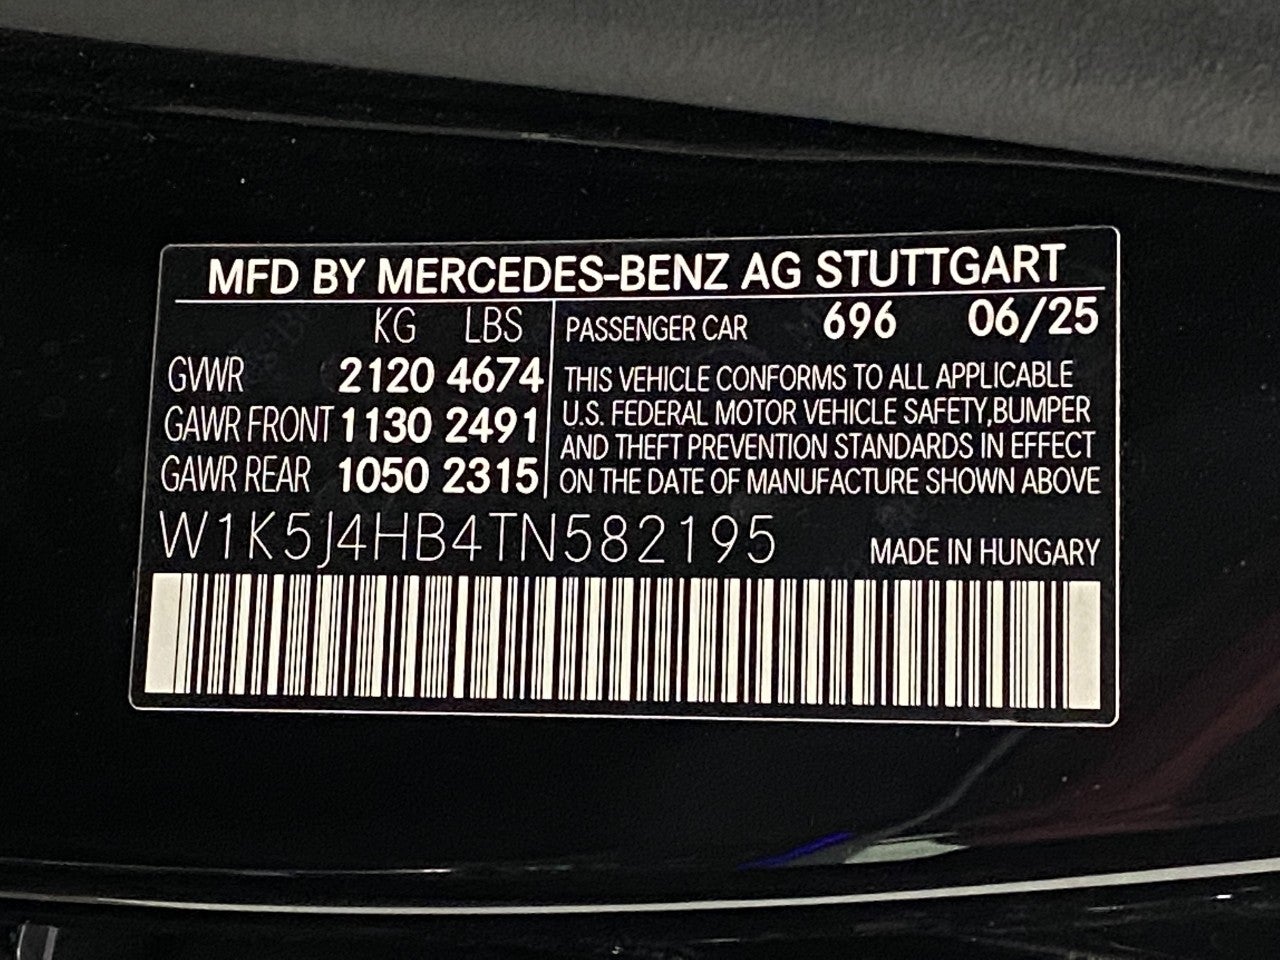 MFD BY MERCEDES-BENZ AG STUTTGART
KG LBS
GVWR 2120 4674
GAWR FRONT 1130 2491
GAWR REAR 1050 2315
PASSENGER CAR 696 06/25
THIS VEHICLE CONFORMS TO ALL APPLICABLE
U.S. FEDERAL MOTOR VEHICLE SAFETY,BUMPER
AND THEFT PREVENTION STANDARDS IN EFFECT
ON THE DATE OF MANUFACTURE SHOWN ABOVE
W1K5J4HB4TN582195
MADE IN HUNGARY